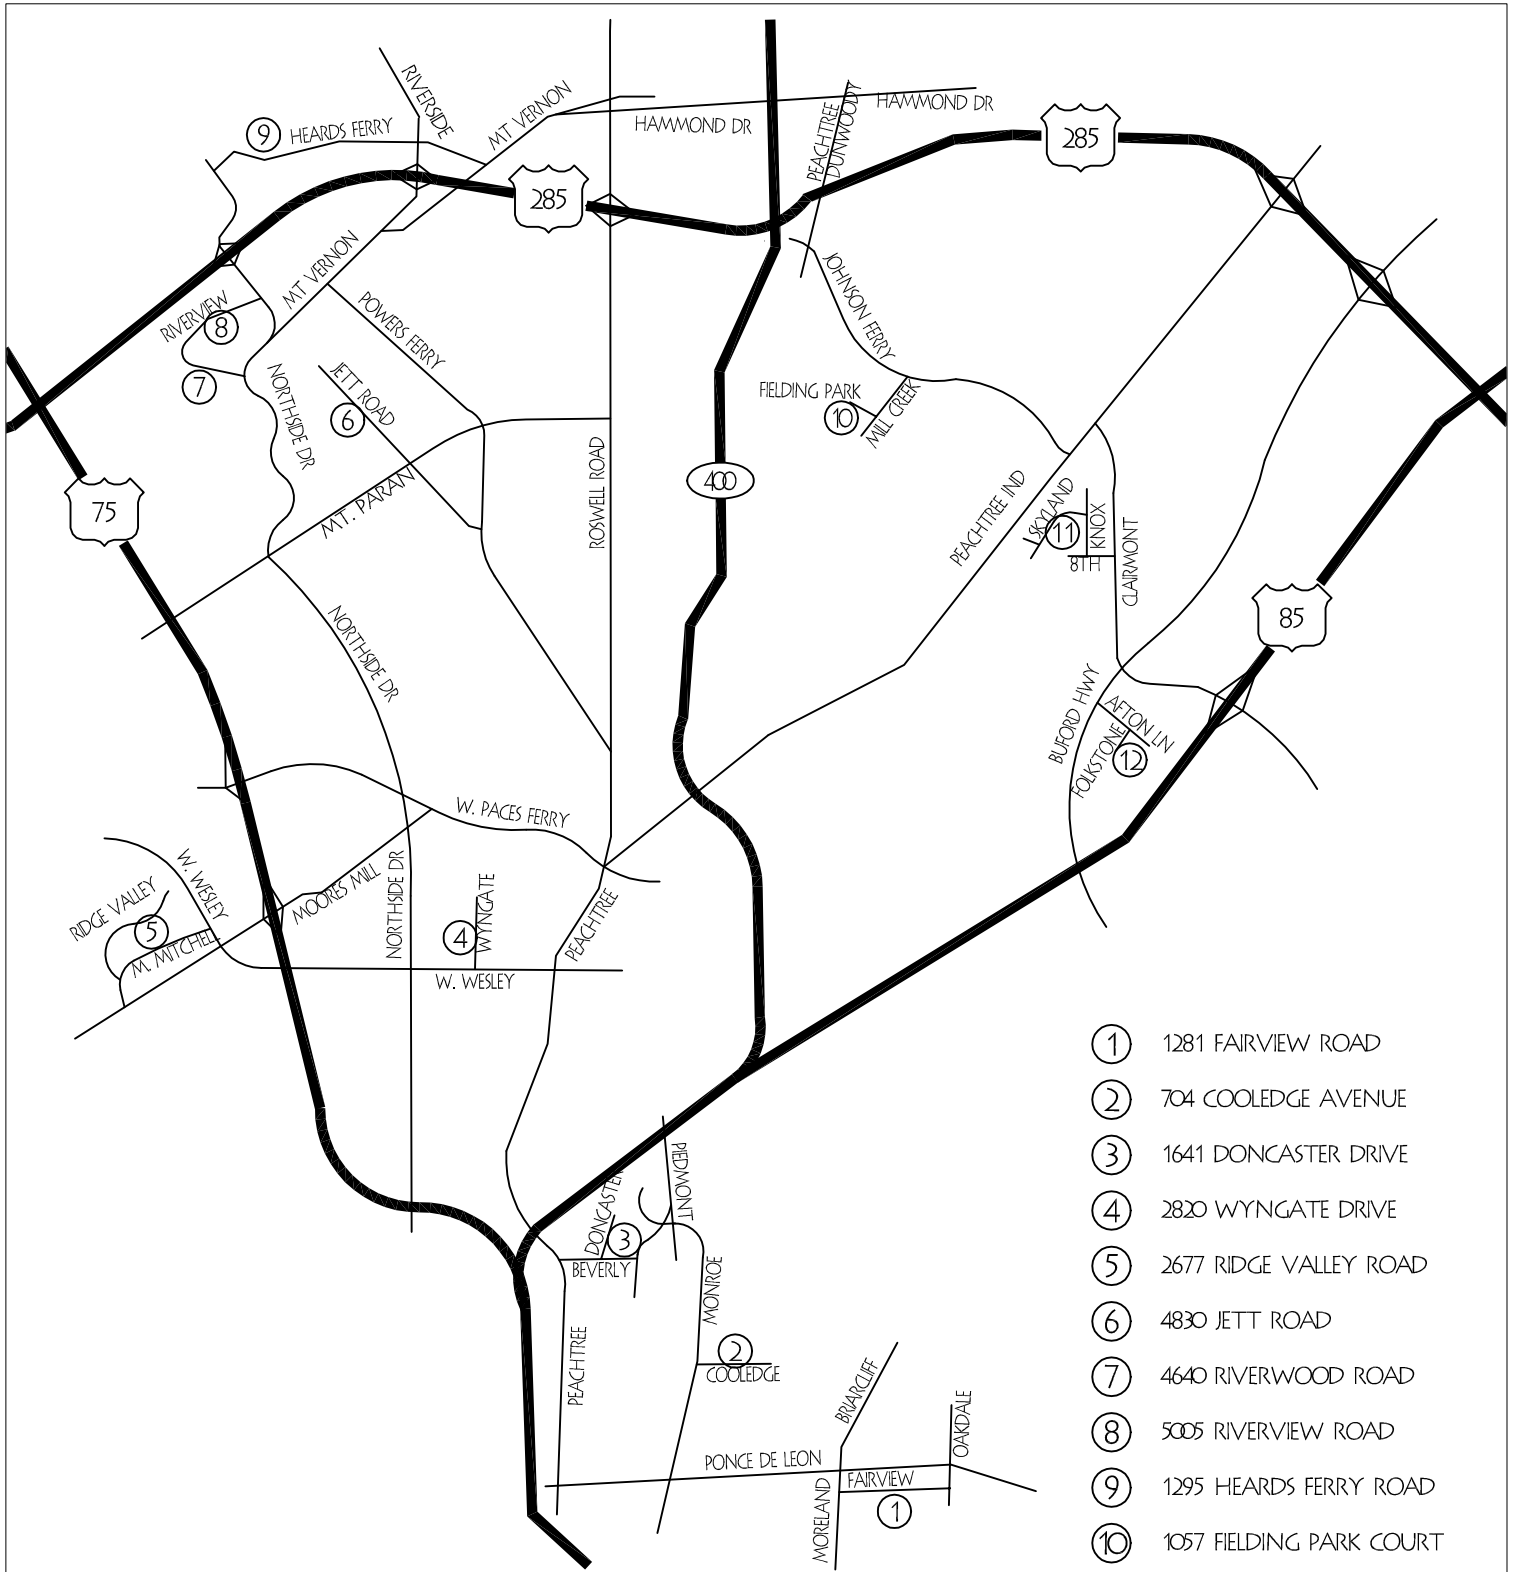 RIVERSIDE
MT VERNON
HAMMOND DR
HAMMOND DR
PEACHTREE
DUNWOODY
9
HEARDS FERRY
285
285
MT VERNON
RIVERVIEW
8
7
POWERS FERRY
JOHNSON FERRY
JETT ROAD
6
NORTHSIDE DR
FIELDING PARK
10
MILL CREEK
MT. PARAN
ROSWELL ROAD
400
75
PEACHTREE IND
SKYLAND
11
KNOX
8TH
CLAIRMONT
85
NORTHSIDE DR
BUFORD HWY
AFTON LN
FOLKSTONE
12
W. PACES FERRY
W. WESLEY
RIDGE VALLEY
5
M. MITCHELL
MOORES MILL
NORTHSIDE DR
4
WYNGATE
W. WESLEY
PEACHTREE
PIEDMONT
DONCASTER
3
BEVERLY
MONROE
2
COOLEDGE
PEACHTREE
BRIARCLIFF
OAKDALE
PONCE DE LEON
FAIRVIEW
MORELAND
1
1 1281 FAIRVIEW ROAD
2 704 COOLEDGE AVENUE
3 1641 DONCASTER DRIVE
4 2820 WYNGATE DRIVE
5 2677 RIDGE VALLEY ROAD
6 4830 JETT ROAD
7 4640 RIVERWOOD ROAD
8 5005 RIVERVIEW ROAD
9 1295 HEARDS FERRY ROAD
10 1057 FIELDING PARK COURT